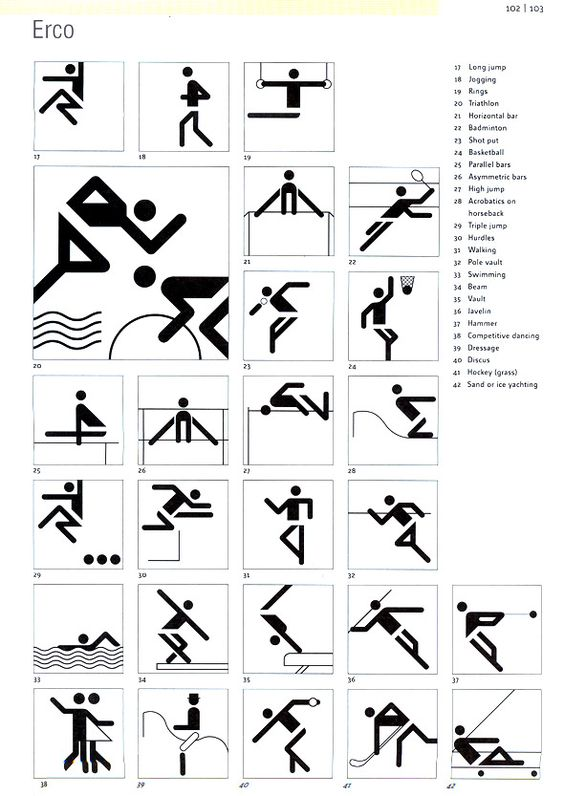 102 | 103
Erco
17 Long jump
18 Jogging
19 Rings
20 Triathlon
21 Horizontal bar
22 Badminton
23 Shot put
24 Basketball
25 Parallel bars
26 Asymmetric bars
27 High jump
28 Acrobatics on
horseback
29 Triple jump
30 Hurdles
31 Walking
32 Pole vault
33 Swimming
34 Beam
35 Vault
36 Javelin
37 Hammer
38 Competitive dancing
39 Dressage
40 Discus
41 Hockey (grass)
42 Sand or ice yachting
17 18 19
21 22
20 23 24
25 26 27 28
29 30 31 32
33 34 35 36 37
38 39 40 41 42